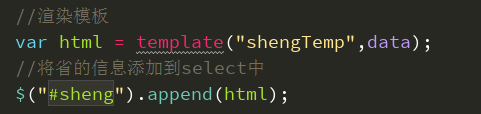 //渲染模板
var html = template("shengTemp",data);
//将省的信息添加到select中
$("#sheng").append(html);